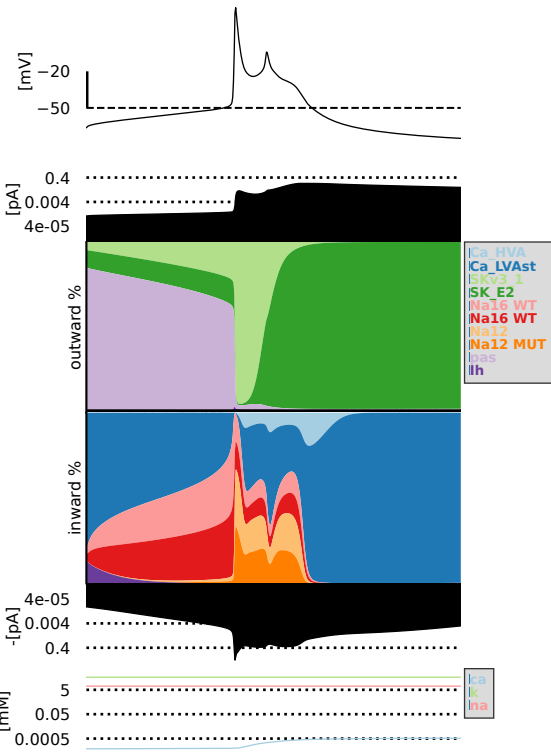 [mV]
−20
−50
[pA]
0.4
0.004
4e-05
outward %
Ca_HVA
Ca_LVAst
SKv3_1
SK_E2
Na16 WT
Na16 WT
Na12
Na12 MUT
pas
Ih
inward %
-[pA]
4e-05
0.004
0.4
[mM]
5
0.05
0.0005
ca
k
na